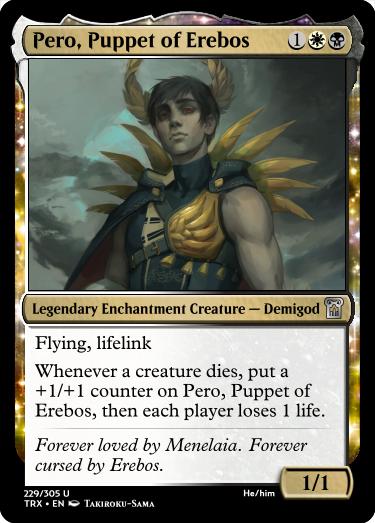 Pero, Puppet of Erebos 1
Legendary Enchantment Creature — Demigod
Flying, lifelink
Whenever a creature dies, put a
+1/+1 counter on Pero, Puppet of
Erebos, then each player loses 1 life.
Forever loved by Menelaia. Forever
cursed by Erebos.
1/1
229/305 U
He/him
TRX • EN Takiroku-Sama